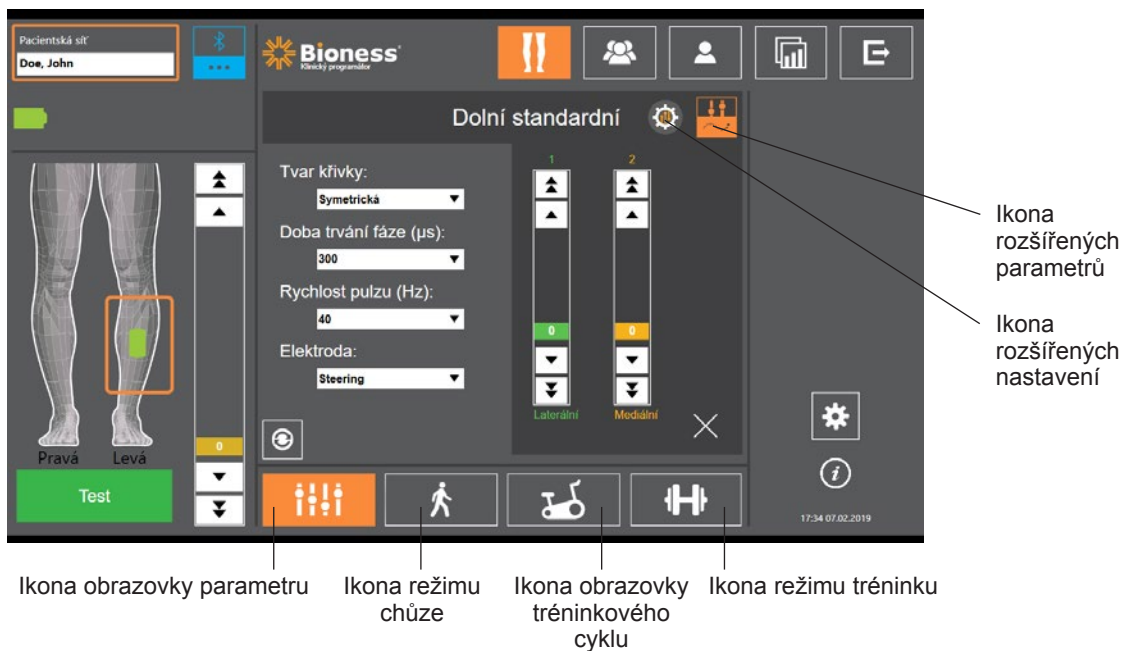 Pacientská síť
Doe, John
Bioness
Klinický programátor
Dolní standardní
Tvar křivky:
Symetrická
Doba trvání fáze (µs):
300
Rychlost pulzu (Hz):
40
Elektroda:
Steering
1
2
0
0
Laterální
Mediální
Pravá
Levá
0
Test
17:34 07.02.2019
Ikona
rozšířených
parametrů
Ikona
rozšířených
nastavení
Ikona obrazovky parametru
Ikona režimu
chůze
Ikona obrazovky
tréninkového
cyklu
Ikona režimu tréninku